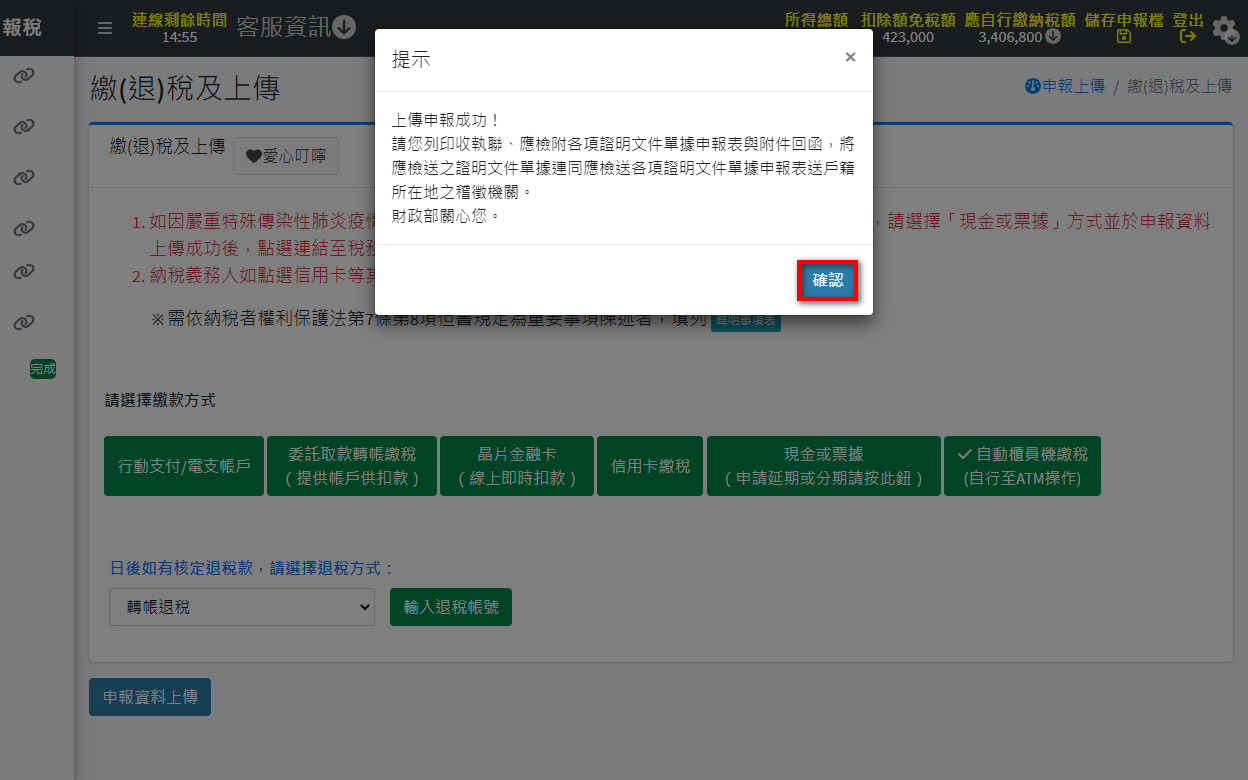 報稅
連線剩餘時間
14:55
客服資訊
所得總額 扣除額免稅額 應自行繳納稅額 儲存申報檔 登出
423,000 3,406,800
繳(退)稅及上傳
申報上傳 / 繳(退)稅及上傳
提示
×
上傳申報成功！
請您列印收執聯、應檢附各項證明文件單據申報表與附件回函，將
應檢送之證明文件單據連同應檢送各項證明文件單據申報表送戶籍
所在地之稽徵機關。
財政部關心您。
確認
繳(退)稅及上傳
愛心叮嚀
1. 如因嚴重特殊傳染性肺炎疫情
，請選擇「現金或票據」方式並於申報資料
上傳成功後，點選連結至稅務
2. 納稅義務人如點選信用卡等其
※需依納稅者權利保護法第7條第8項但書規定為重要事項陳述者，填列 聲明事項表
完成
請選擇繳款方式
行動支付/電支帳戶
委託取款轉帳繳稅
（提供帳戶供扣款）
晶片金融卡
（線上即時扣款）
信用卡繳稅
現金或票據
（申請延期或分期請按此鈕）
自動櫃員機繳稅
(自行至ATM操作)
日後如有核定退稅款，請選擇退稅方式：
轉帳退稅
輸入退稅帳號
申報資料上傳